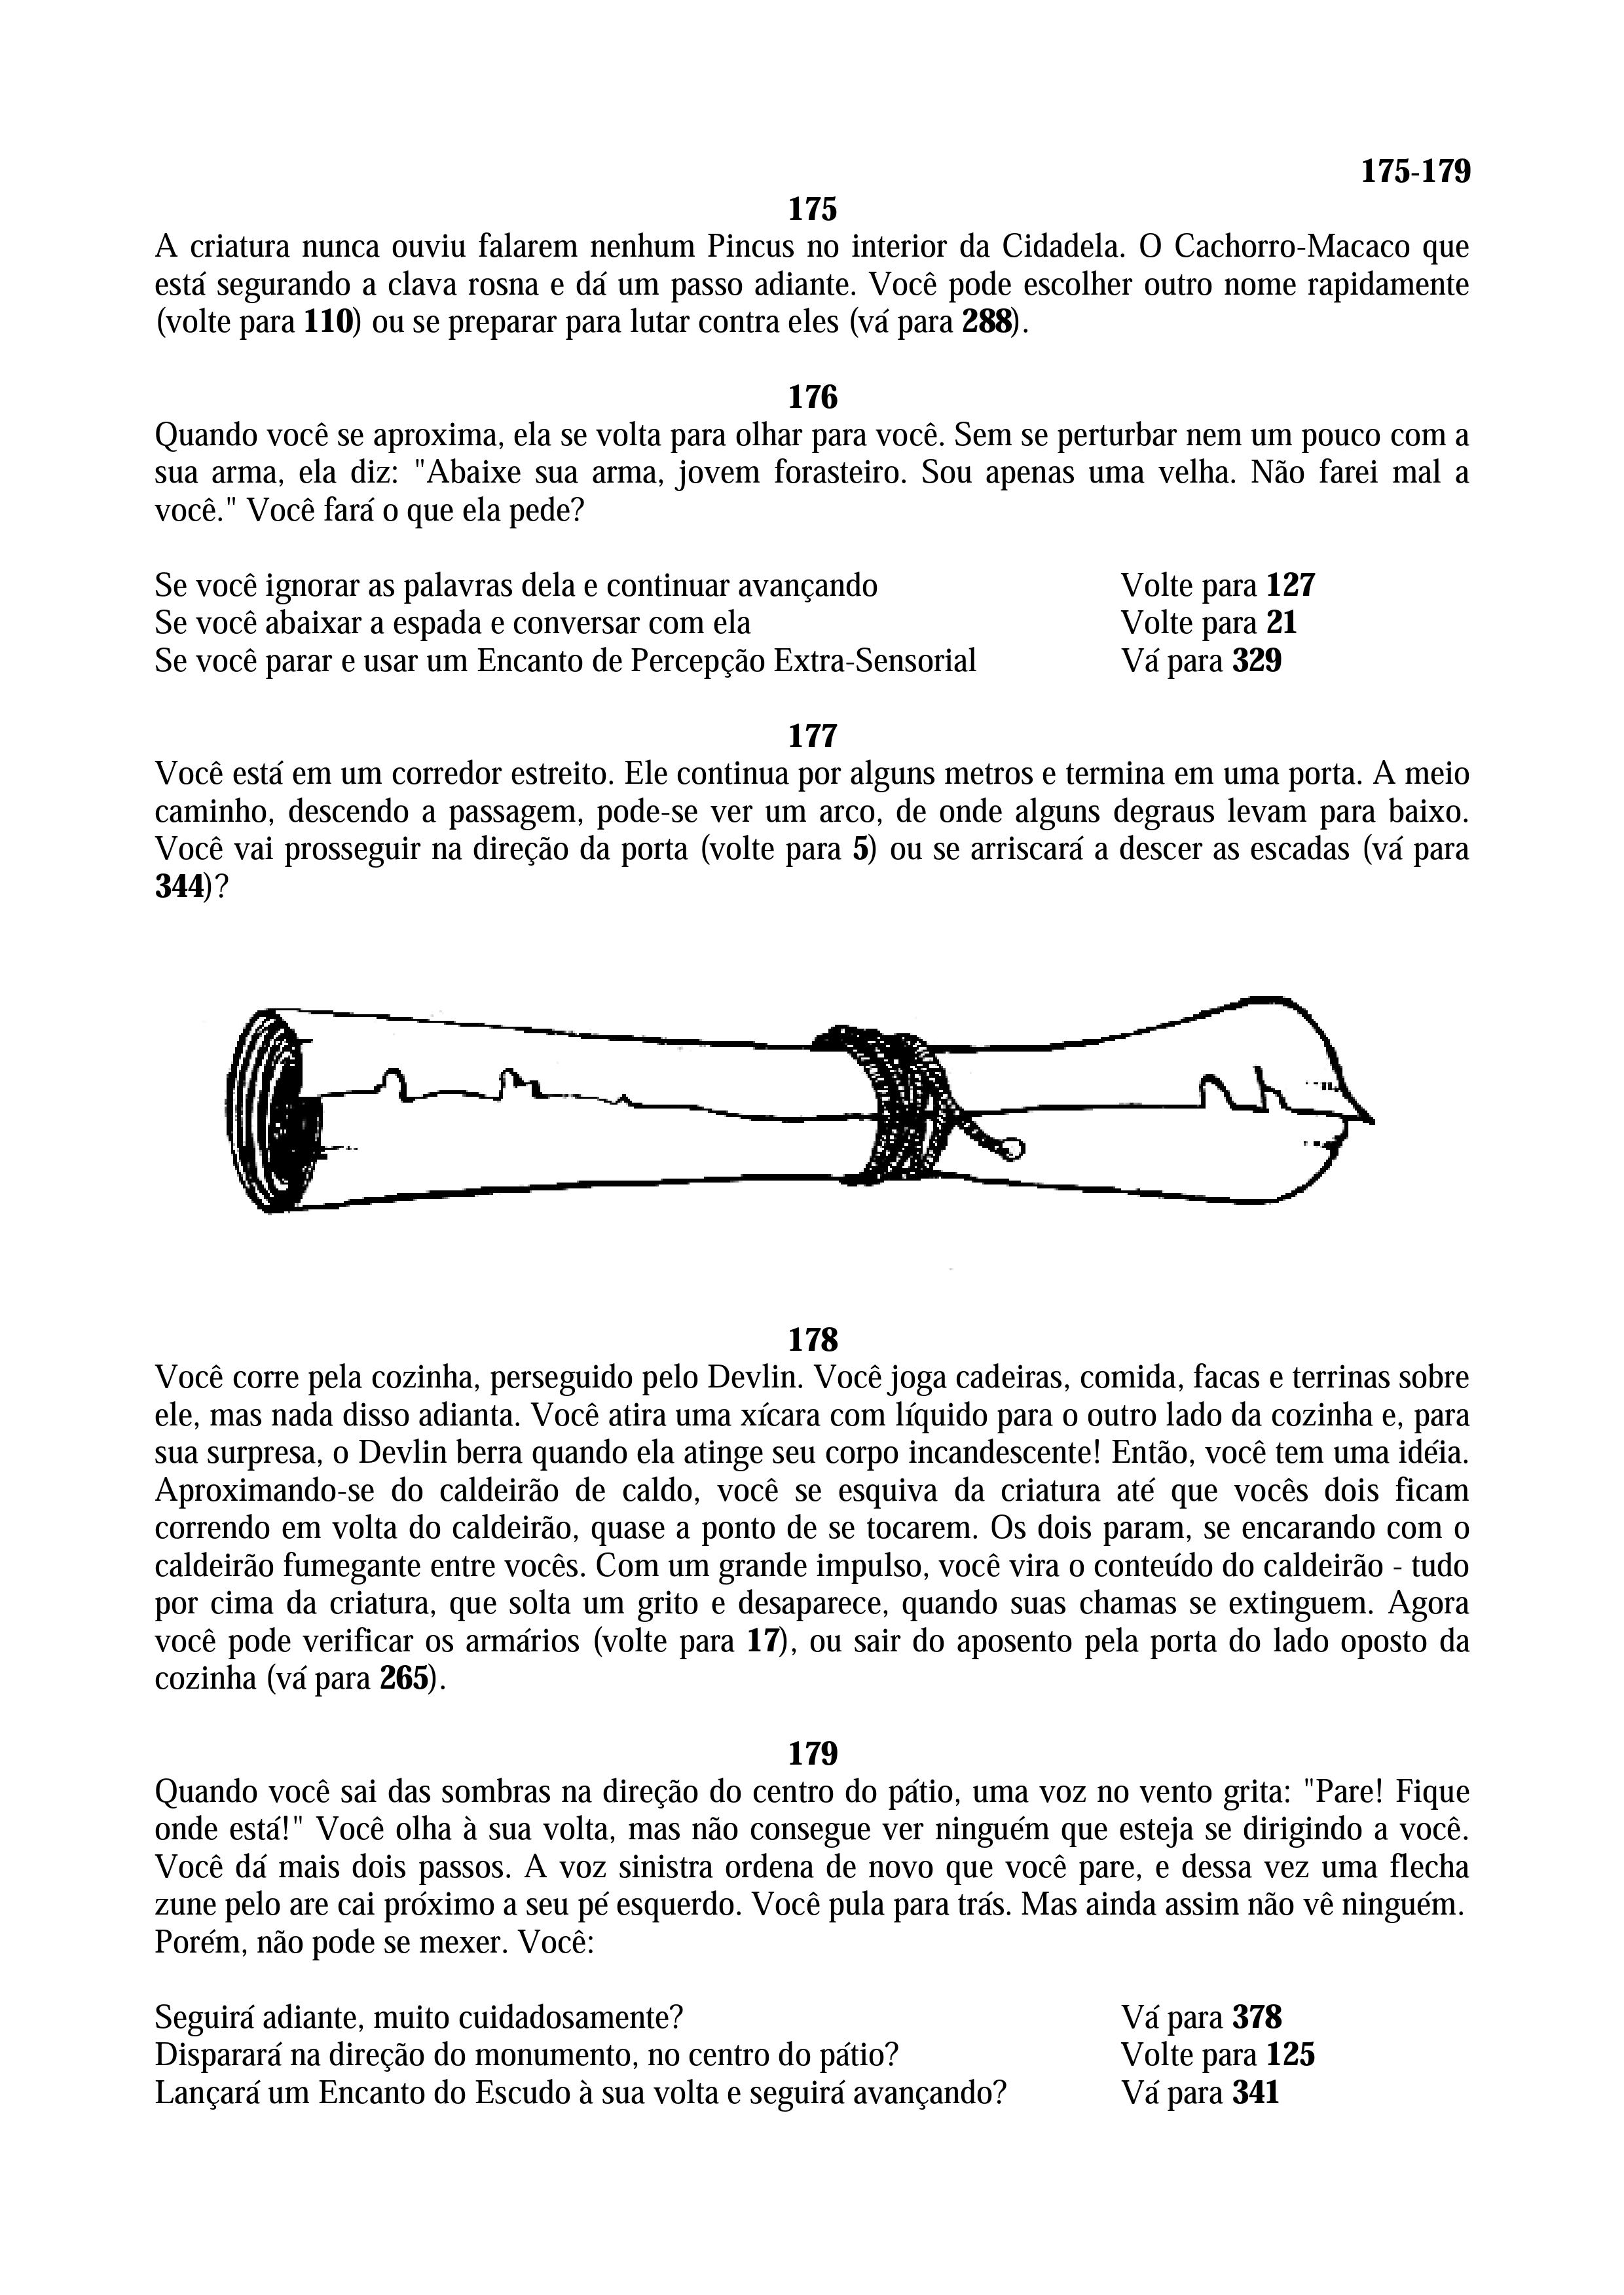 175-179
175
A criatura nunca ouviu falarem nenhum Pincus no interior da Cidadela. O Cachorro-Macaco que
está segurando a clava rosna e dá um passo adiante. Você pode escolher outro nome rapidamente
(volte para 110) ou se preparar para lutar contra eles (vá para 288).
176
Quando você se aproxima, ela se volta para olhar para você. Sem se perturbar nem um pouco com a
sua arma, ela diz: "Abaixe sua arma, jovem forasteiro. Sou apenas uma velha. Não farei mal a
você." Você fará o que ela pede?
Se você ignorar as palavras dela e continuar avançando Volte para 127
Se você abaixar a espada e conversar com ela Volte para 21
Se você parar e usar um Encanto de Percepção Extra-Sensorial Vá para 329
177
Você está em um corredor estreito. Ele continua por alguns metros e termina em uma porta. A meio
caminho, descendo a passagem, pode-se ver um arco, de onde alguns degraus levam para baixo.
Você vai prosseguir na direção da porta (volte para 5) ou se arriscará a descer as escadas (vá para
344)?
178
Você corre pela cozinha, perseguido pelo Devlin. Você joga cadeiras, comida, facas e terrinas sobre
ele, mas nada disso adianta. Você atira uma xícara com líquido para o outro lado da cozinha e, para
sua surpresa, o Devlin berra quando ela atinge seu corpo incandescente! Então, você tem uma idéia.
Aproximando-se do caldeirão de caldo, você se esquiva da criatura até que vocês dois ficam
correndo em volta do caldeirão, quase a ponto de se tocarem. Os dois param, se encarando com o
caldeirão fumegante entre vocês. Com um grande impulso, você vira o conteúdo do caldeirão - tudo
por cima da criatura, que solta um grito e desaparece, quando suas chamas se extinguem. Agora
você pode verificar os armários (volte para 17), ou sair do aposento pela porta do lado oposto da
cozinha (vá para 265).
179
Quando você sai das sombras na direção do centro do pátio, uma voz no vento grita: "Pare! Fique
onde está!" Você olha à sua volta, mas não consegue ver ninguém que esteja se dirigindo a você.
Você dá mais dois passos. A voz sinistra ordena de novo que você pare, e dessa vez uma flecha
zune pelo are cai próximo a seu pé esquerdo. Você pula para trás. Mas ainda assim não vê ninguém.
Porém, não pode se mexer. Você:
Seguirá adiante, muito cuidadosamente? Vá para 378
Disparará na direção do monumento, no centro do pátio? Volte para 125
Lançará um Encanto do Escudo à sua volta e seguirá avançando? Vá para 341